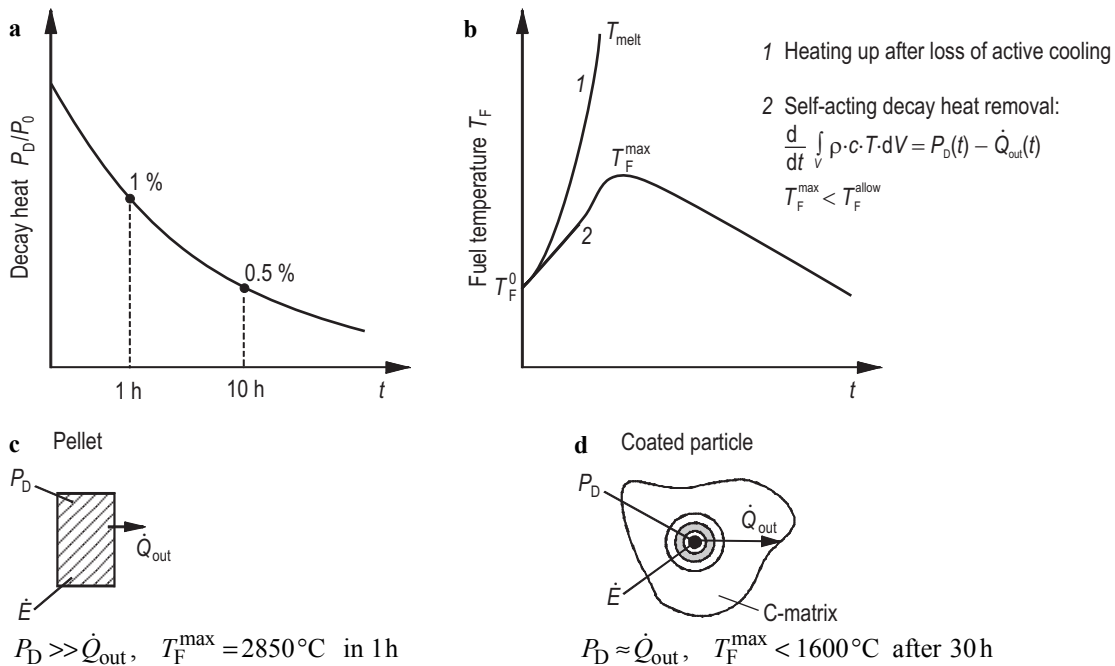 a
Decay heat P_D/P_0
1 %
0.5 %
1 h
10 h
t
b
Fuel temperature T_F
T_melt
1
T_F^max
2
T_F^0
t
1 Heating up after loss of active cooling
2 Self-acting decay heat removal:
d/dt ∫_V ρ·c·T·dV = P_D(t) − Q̇_out(t)
T_F^max < T_F^allow
c Pellet
P_D
Q̇_out
Ė
P_D >> Q̇_out, T_F^max = 2850 °C in 1 h
d Coated particle
P_D
Q̇_out
Ė
C-matrix
P_D ≈ Q̇_out, T_F^max < 1600 °C after 30 h